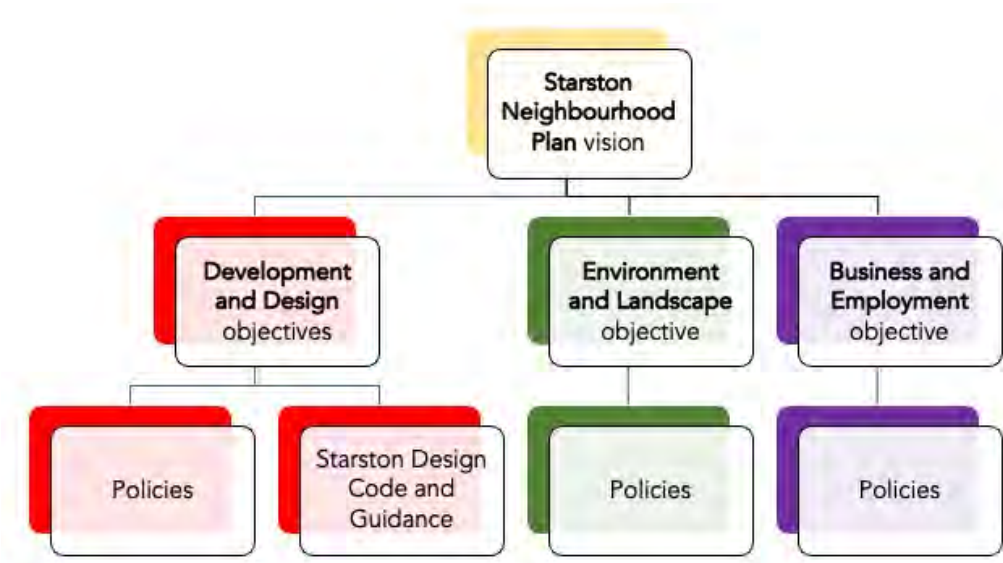 Starston
Neighbourhood
Plan vision
Development
and Design
objectives
Environment
and Landscape
objective
Business and
Employment
objective
Policies
Starston Design
Code and
Guidance
Policies
Policies